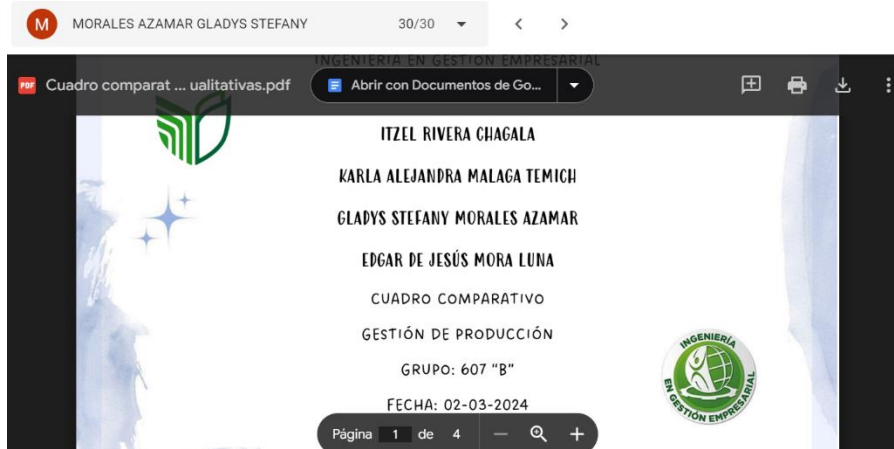 M MORALES AZAMAR GLADYS STEFANY 30/30
INGENIERÍA EN GESTIÓN EMPRESARIAL
PDF Cuadro comparat ... ualitativas.pdf Abrir con Documentos de Go...
ITZEL RIVERA CHAGALA
KARLA ALEJANDRA MALAGA TEMICH
GLADYS STEFANY MORALES AZAMAR
EDGAR DE JESÚS MORA LUNA
CUADRO COMPARATIVO
GESTIÓN DE PRODUCCIÓN
GRUPO: 607 "B"
FECHA: 02-03-2024
INGENIERÍA
EN GESTIÓN EMPRESARIAL
Página 1 de 4